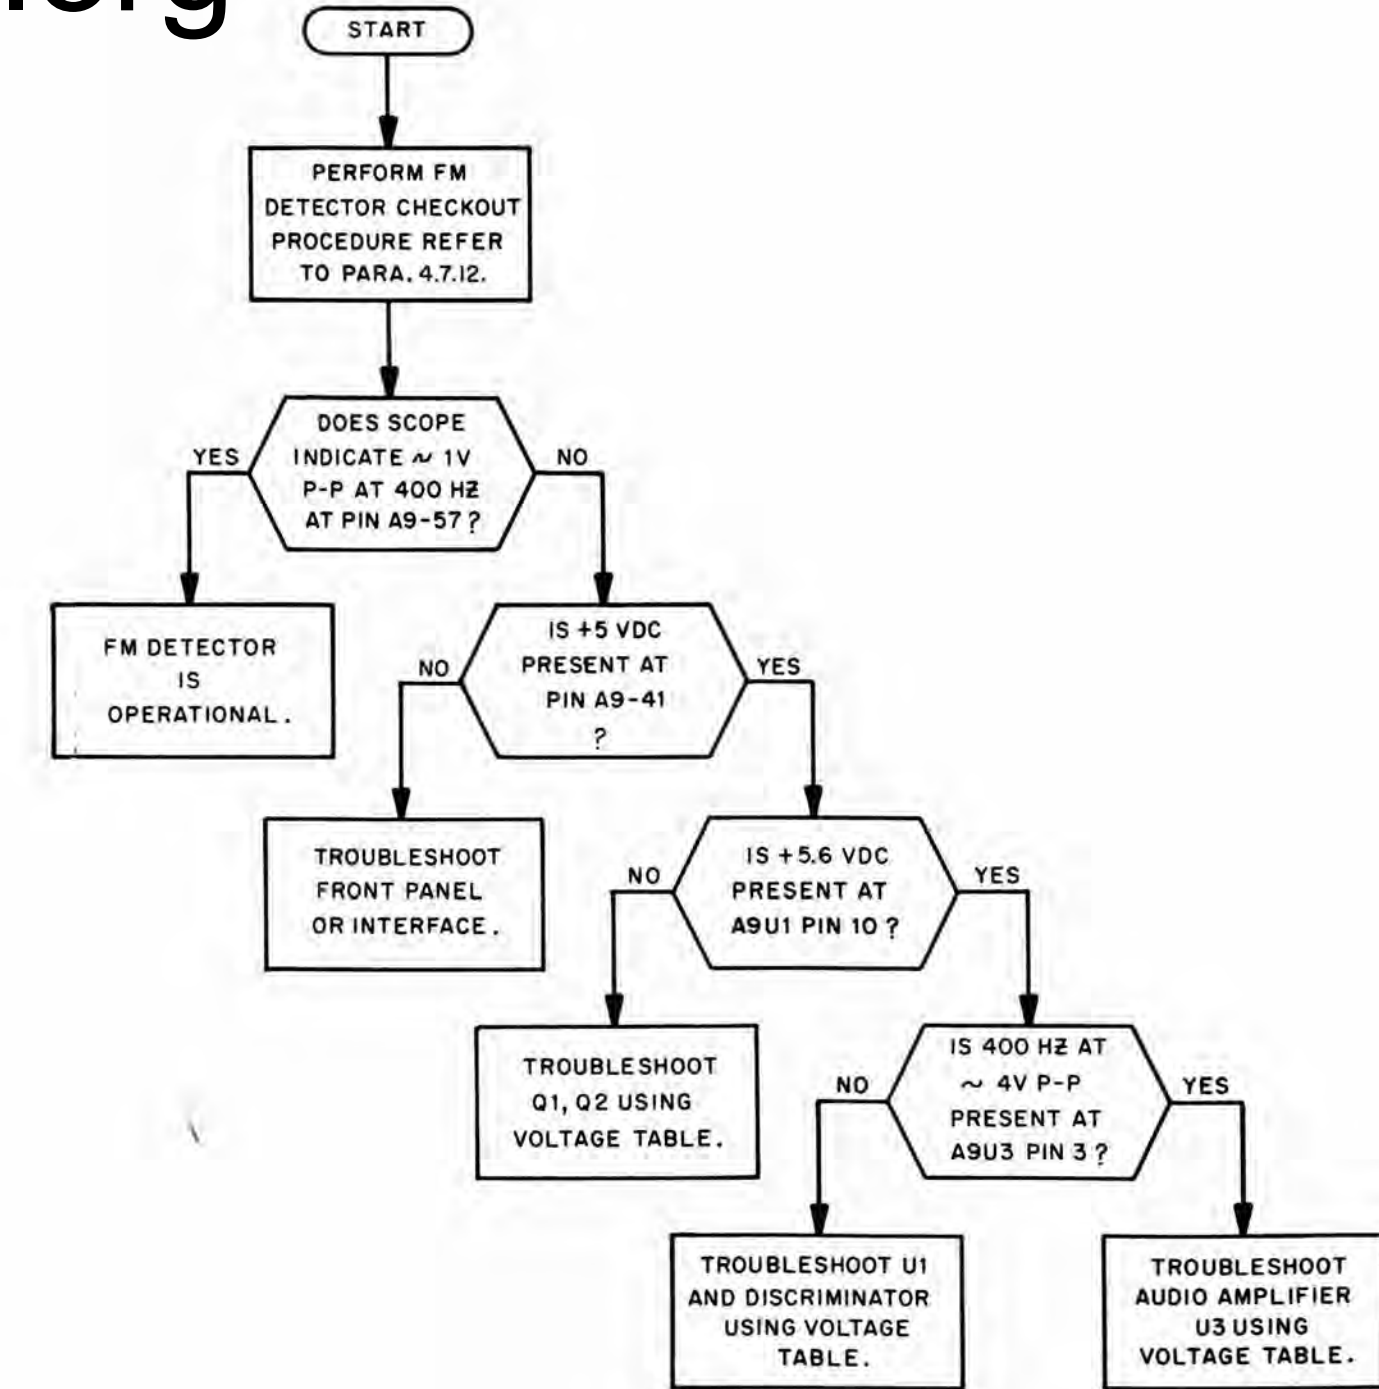 START
PERFORM FM
DETECTOR CHECKOUT
PROCEDURE REFER
TO PARA. 4.7.12.
DOES SCOPE
INDICATE ~ 1V
P-P AT 400 HZ
AT PIN A9-57?
YES
NO
FM DETECTOR
IS
OPERATIONAL.
IS +5 VDC
PRESENT AT
PIN A9-41
?
NO
YES
TROUBLESHOOT
FRONT PANEL
OR INTERFACE.
IS +5.6 VDC
PRESENT AT
A9U1 PIN 10?
NO
YES
TROUBLESHOOT
Q1, Q2 USING
VOLTAGE TABLE.
IS 400 HZ AT
~ 4V P-P
PRESENT AT
A9U3 PIN 3?
NO
YES
TROUBLESHOOT U1
AND DISCRIMINATOR
USING VOLTAGE
TABLE.
TROUBLESHOOT
AUDIO AMPLIFIER
U3 USING
VOLTAGE TABLE.